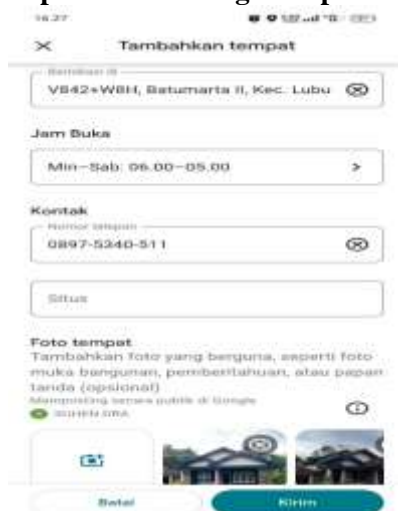 16.27
Tambahkan tempat
Berlokasi di
V842+W8H, Batumarta II, Kec. Lubu
Jam Buka
Min–Sab: 06.00–05.00
Kontak
Nomor telepon
0897-5340-511
Situs
Foto tempat
Tambahkan foto yang berguna, seperti foto
muka bangunan, pemberitahuan, atau papan
tanda (opsional)
Memposting secara publik di Google
Batal
Kirim